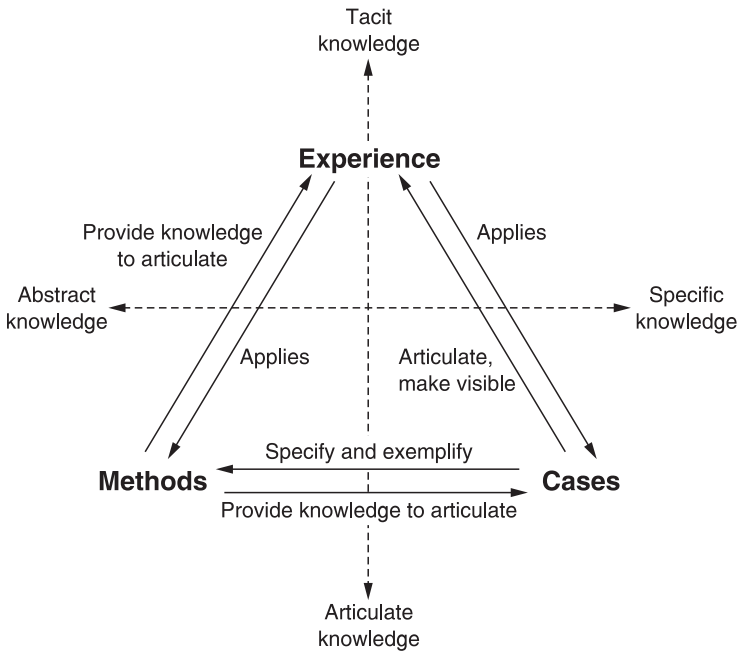 Tacit
knowledge
Experience
Provide knowledge
to articulate
Applies
Abstract
knowledge
Specific
knowledge
Applies
Articulate,
make visible
Specify and exemplify
Methods
Cases
Provide knowledge to articulate
Articulate
knowledge